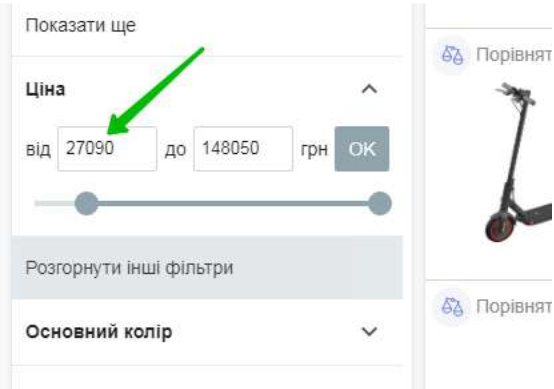 Показати ще
Ціна
від 27090 до 148050 грн OK
Розгорнути інші фільтри
Основний колір
Порівнят
Порівнят